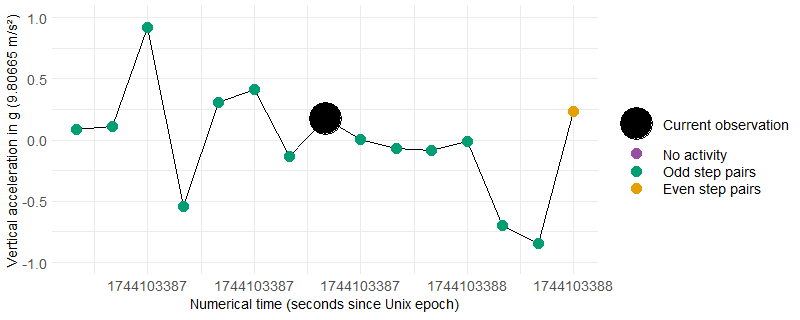 Vertical acceleration in g (9.80665 m/s²)
1.0
0.5
0.0
-0.5
-1.0
1744103387 1744103387 1744103387 1744103388 1744103388
Numerical time (seconds since Unix epoch)
Current observation
No activity
Odd step pairs
Even step pairs